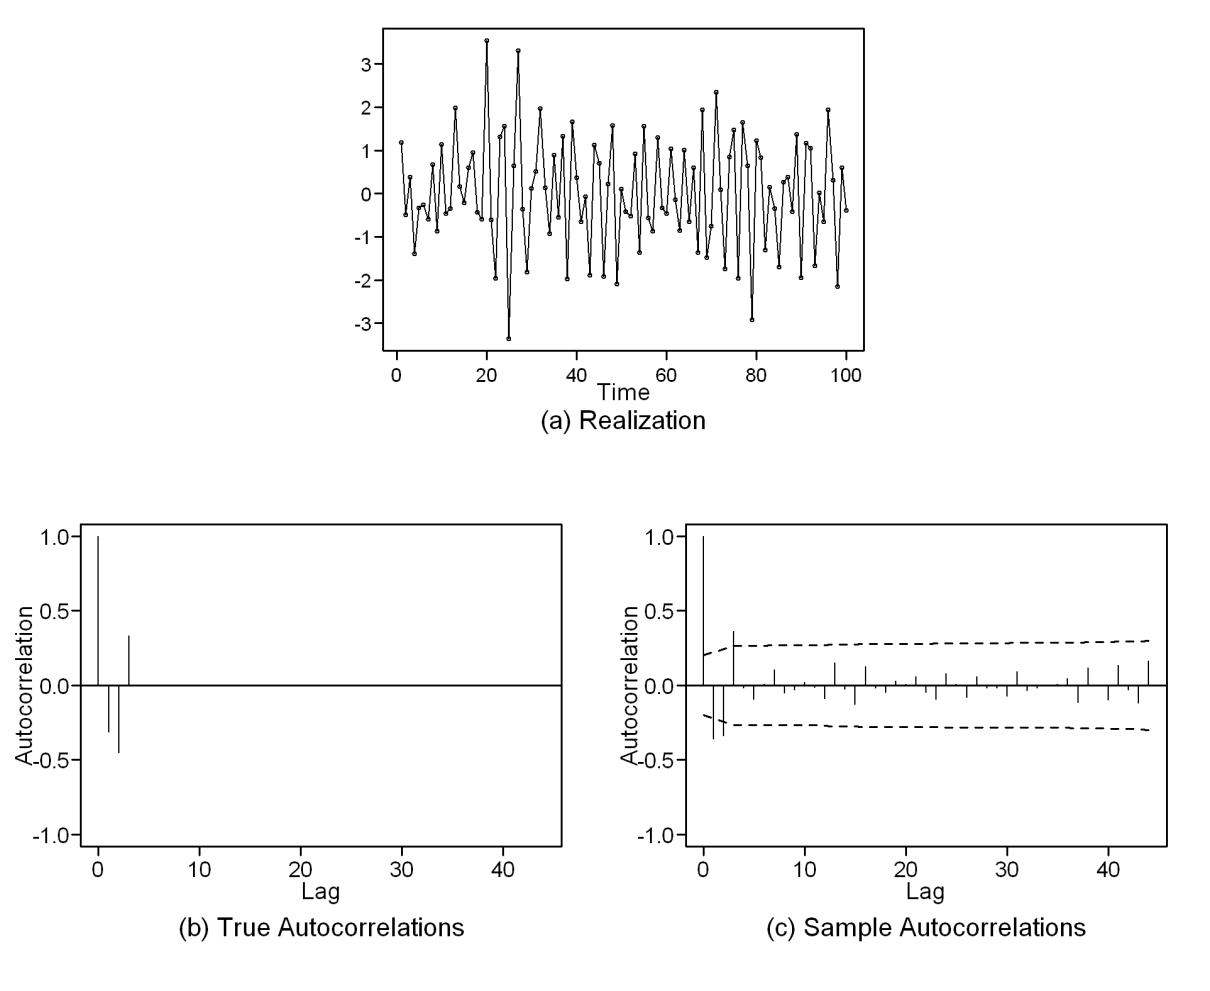 3
2
1
0
-1
-2
-3
0 20 40 60 80 100
Time
(a) Realization
1.0
0.5
0.0
-0.5
-1.0
Autocorrelation
0 10 20 30 40
Lag
(b) True Autocorrelations
1.0
0.5
0.0
-0.5
-1.0
Autocorrelation
0 10 20 30 40
Lag
(c) Sample Autocorrelations